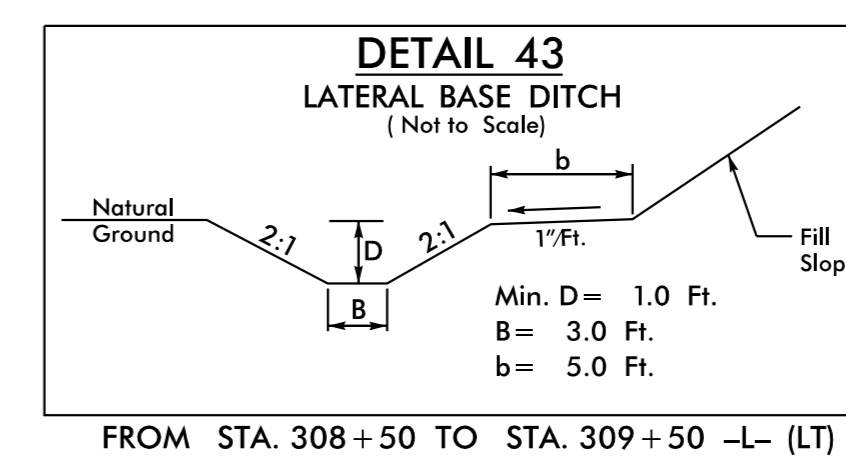 DETAIL 43
LATERAL BASE DITCH
( Not to Scale)
b
Natural
Ground
2:1
D
2:1
1"/Ft.
Fill
Slop
B
Min. D= 1.0 Ft.
B= 3.0 Ft.
b= 5.0 Ft.
FROM STA. 308+50 TO STA. 309+50 -L- (LT)